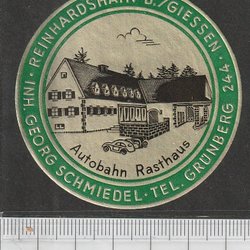 REINHARDSHAIN B./GIESSEN ·
INH. GEORG SCHMIEDEL · TEL. GRÜNBERG 244 ·
Autobahn Rasthaus